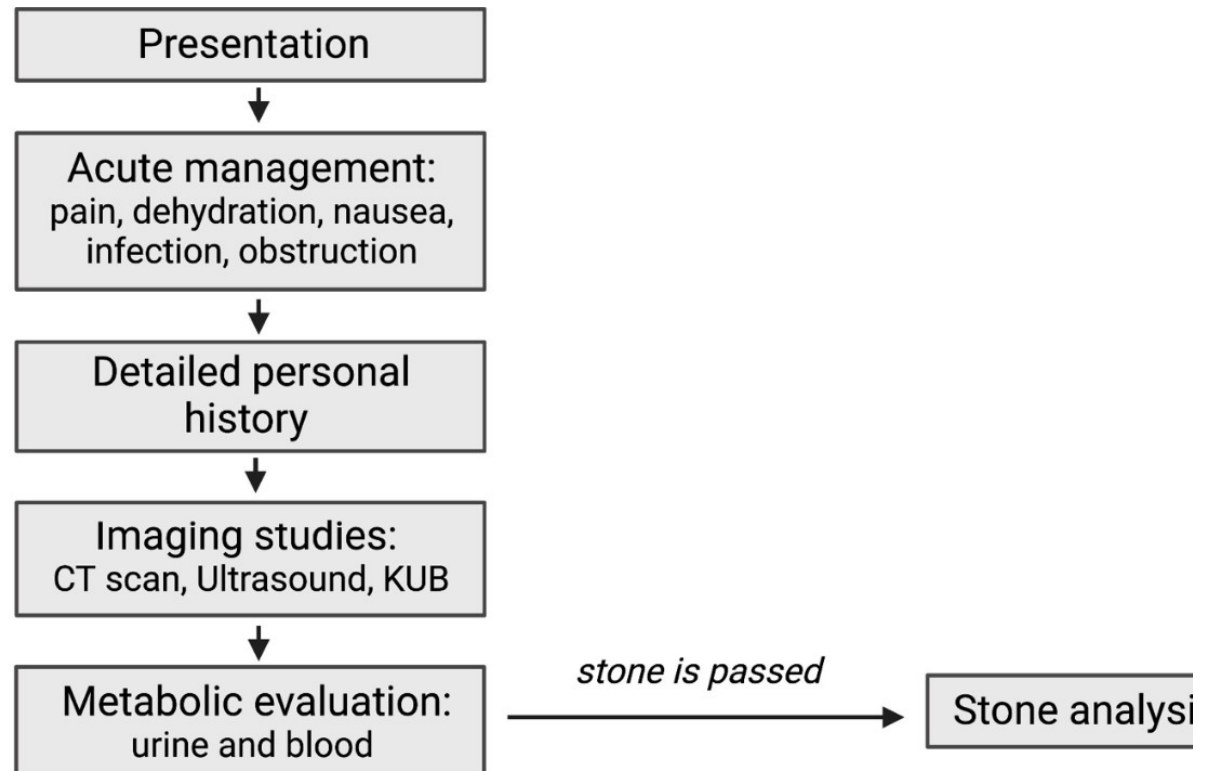 Presentation
Acute management:
pain, dehydration, nausea,
infection, obstruction
Detailed personal
history
Imaging studies:
CT scan, Ultrasound, KUB
stone is passed
Metabolic evaluation:
urine and blood
Stone analysi